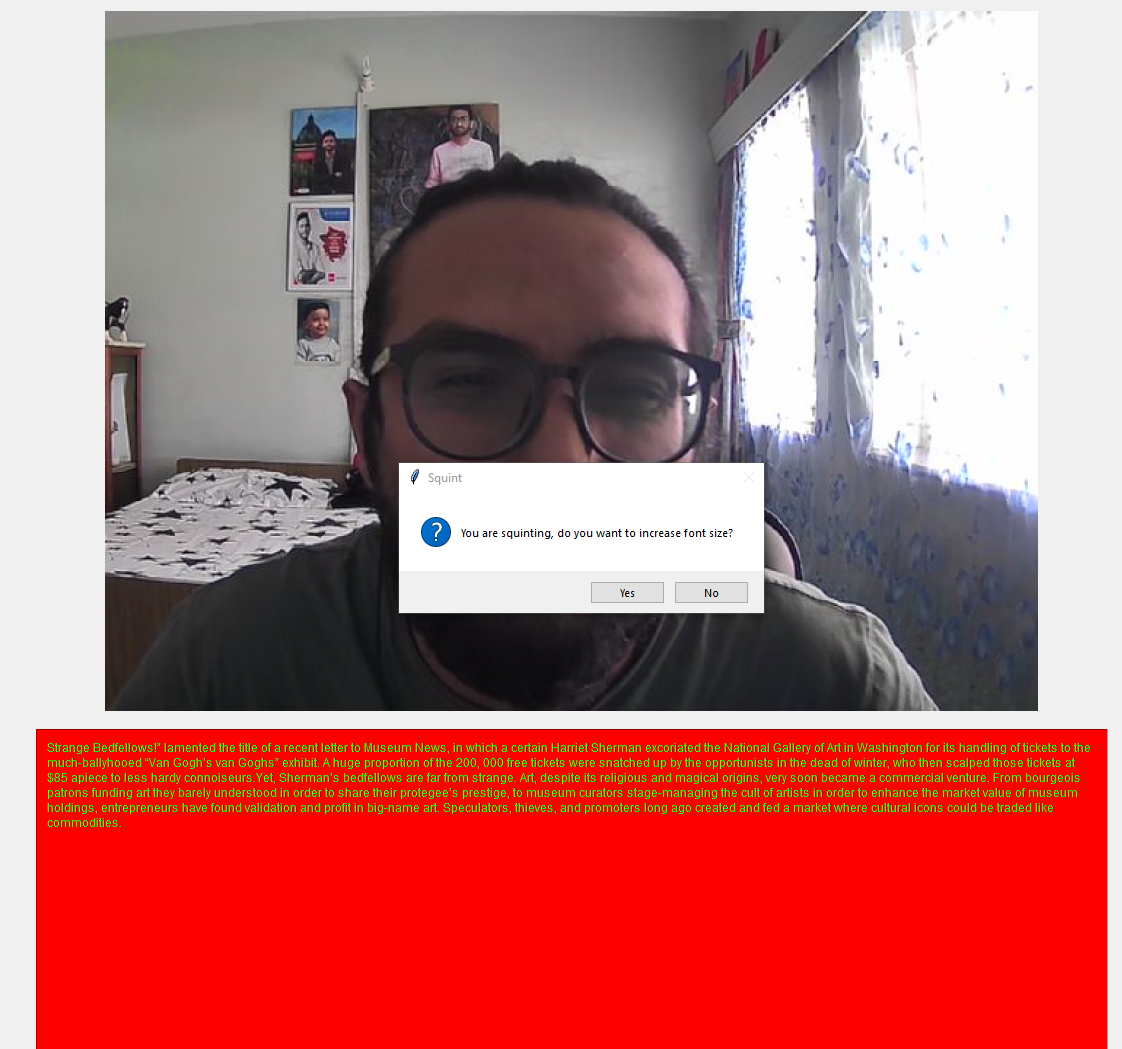 Squint
You are squinting, do you want to increase font size?
Yes
No
Strange Bedfellows!” lamented the title of a recent letter to Museum News, in which a certain Harriet Sherman excoriated the National Gallery of Art in Washington for its handling of tickets to the
much-ballyhooed “Van Gogh’s van Goghs” exhibit. A huge proportion of the 200, 000 free tickets were snatched up by the opportunists in the dead of winter, who then scalped those tickets at
$85 apiece to less hardy connoiseurs.Yet, Sherman’s bedfellows are far from strange. Art, despite its religious and magical origins, very soon became a commercial venture. From bourgeois
patrons funding art they barely understood in order to share their protegee’s prestige, to museum curators stage-managing the cult of artists in order to enhance the market value of museum
holdings, entrepreneurs have found validation and profit in big-name art. Speculators, thieves, and promoters long ago created and fed a market where cultural icons could be traded like
commodities.